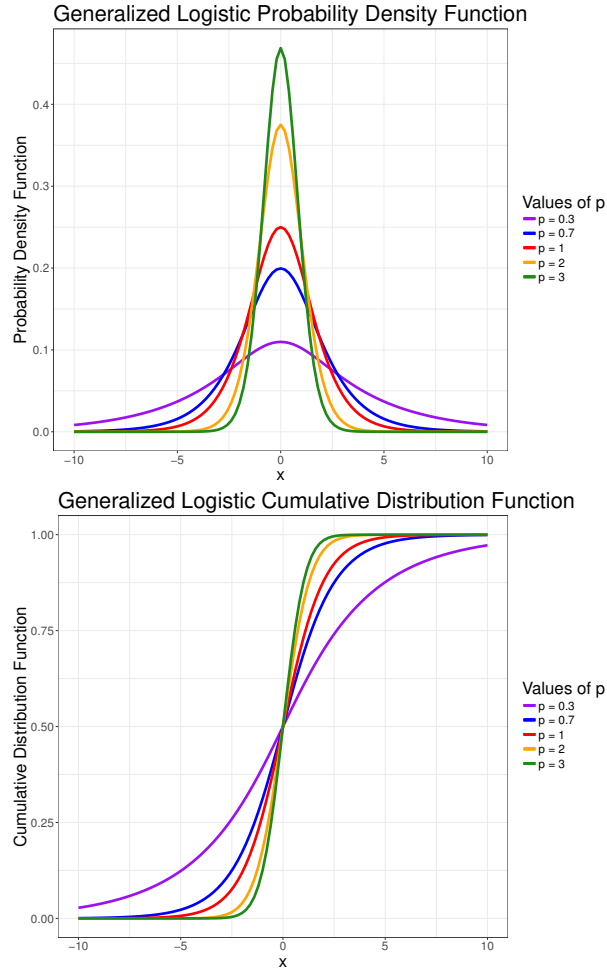 Generalized Logistic Probability Density Function
Probability Density Function
0.4
0.3
0.2
0.1
0.0
−10
−5
0
5
10
x
Values of p
p = 0.3
p = 0.7
p = 1
p = 2
p = 3
Generalized Logistic Cumulative Distribution Function
Cumulative Distribution Function
1.00
0.75
0.50
0.25
0.00
−10
−5
0
5
10
x
Values of p
p = 0.3
p = 0.7
p = 1
p = 2
p = 3